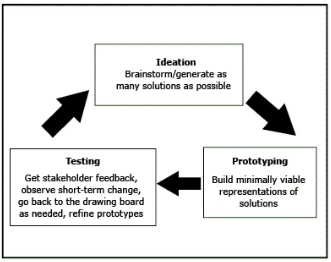 Ideation
Brainstorm/generate as
many solutions as possible
Prototyping
Build minimally viable
representations of
solutions
Testing
Get stakeholder feedback,
observe short-term change,
go back to the drawing board
as needed, refine prototypes